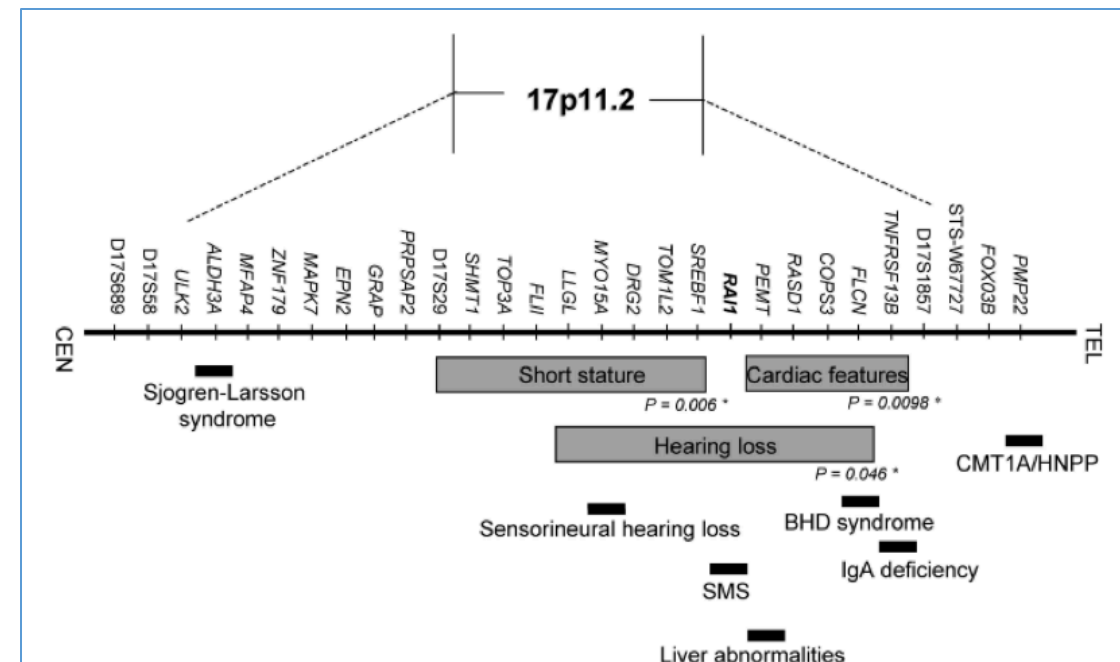 17p11.2
D17S689
D17S58
ULK2
ALDH3A
MFAP4
ZNF179
MAPK7
EPN2
GRAP
PRPSAP2
D17S29
SHMT1
TOP3A
FLII
LLGL
MYO15A
DRG2
TOM1L2
SREBF1
RAI1
PEMT
RASD1
COPS3
FLCN
TNFRSF13B
D17S1857
STS-W67727
FOX03B
PMP22
CEN
TEL
Short stature
Cardiac features
Sjogren-Larsson
syndrome
P = 0.006 *
P = 0.0098 *
Hearing loss
CMT1A/HNPP
P = 0.046 *
Sensorineural hearing loss
BHD syndrome
IgA deficiency
SMS
Liver abnormalities